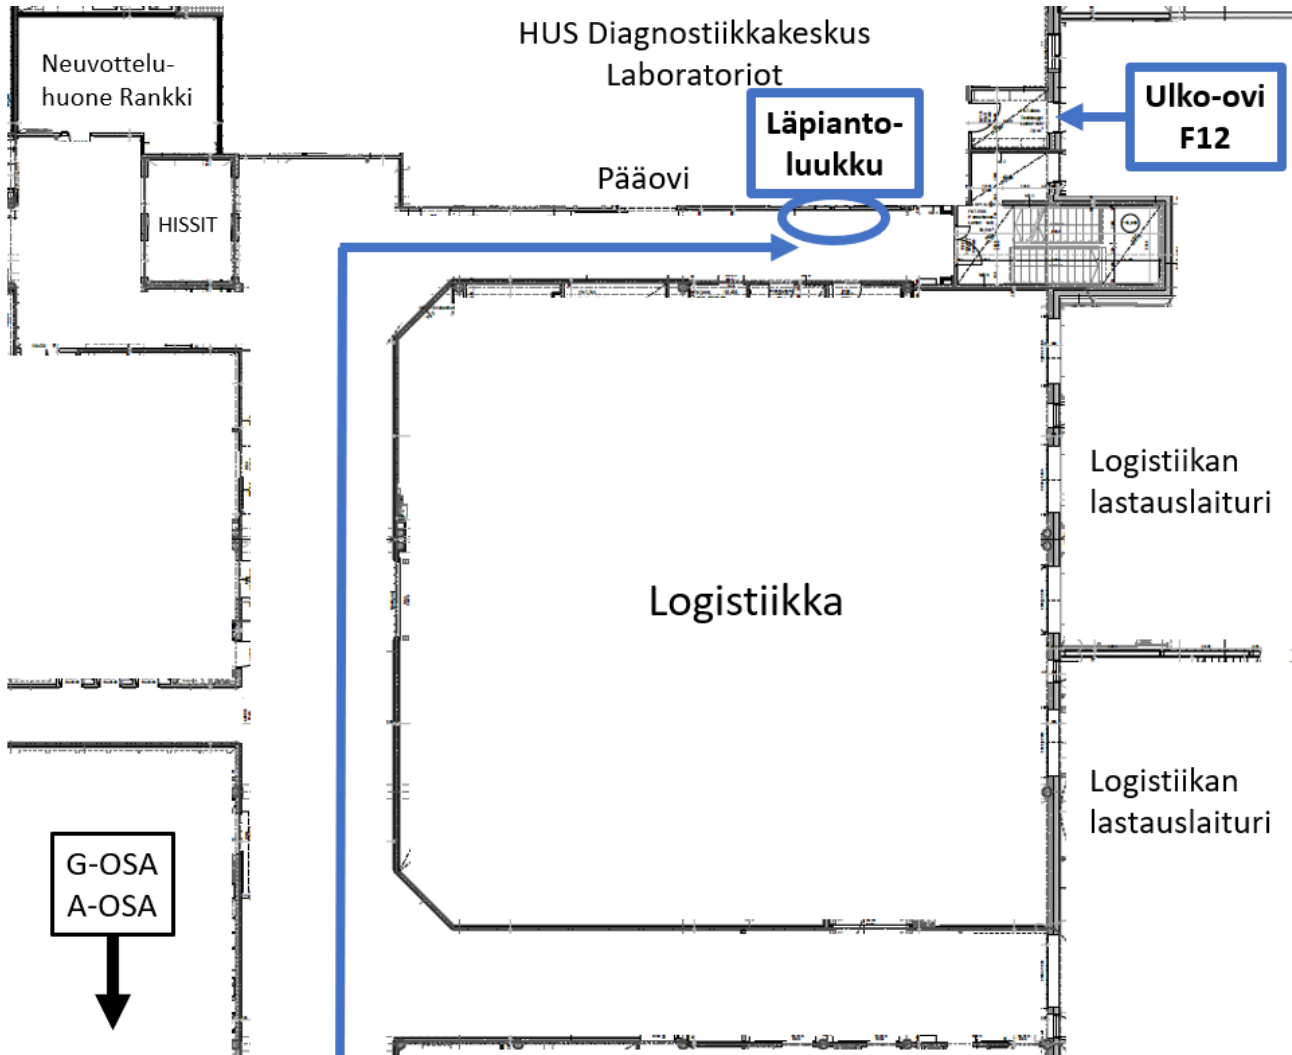 HUS Diagnostiikkakeskus
Laboratoriot
Neuvottelu-
huone Rankki
Läpianto-
luukku
Ulko-ovi
F12
Pääovi
HISSIT
Logistiikan
lastauslaituri
Logistiikka
Logistiikan
lastauslaituri
G-OSA
A-OSA